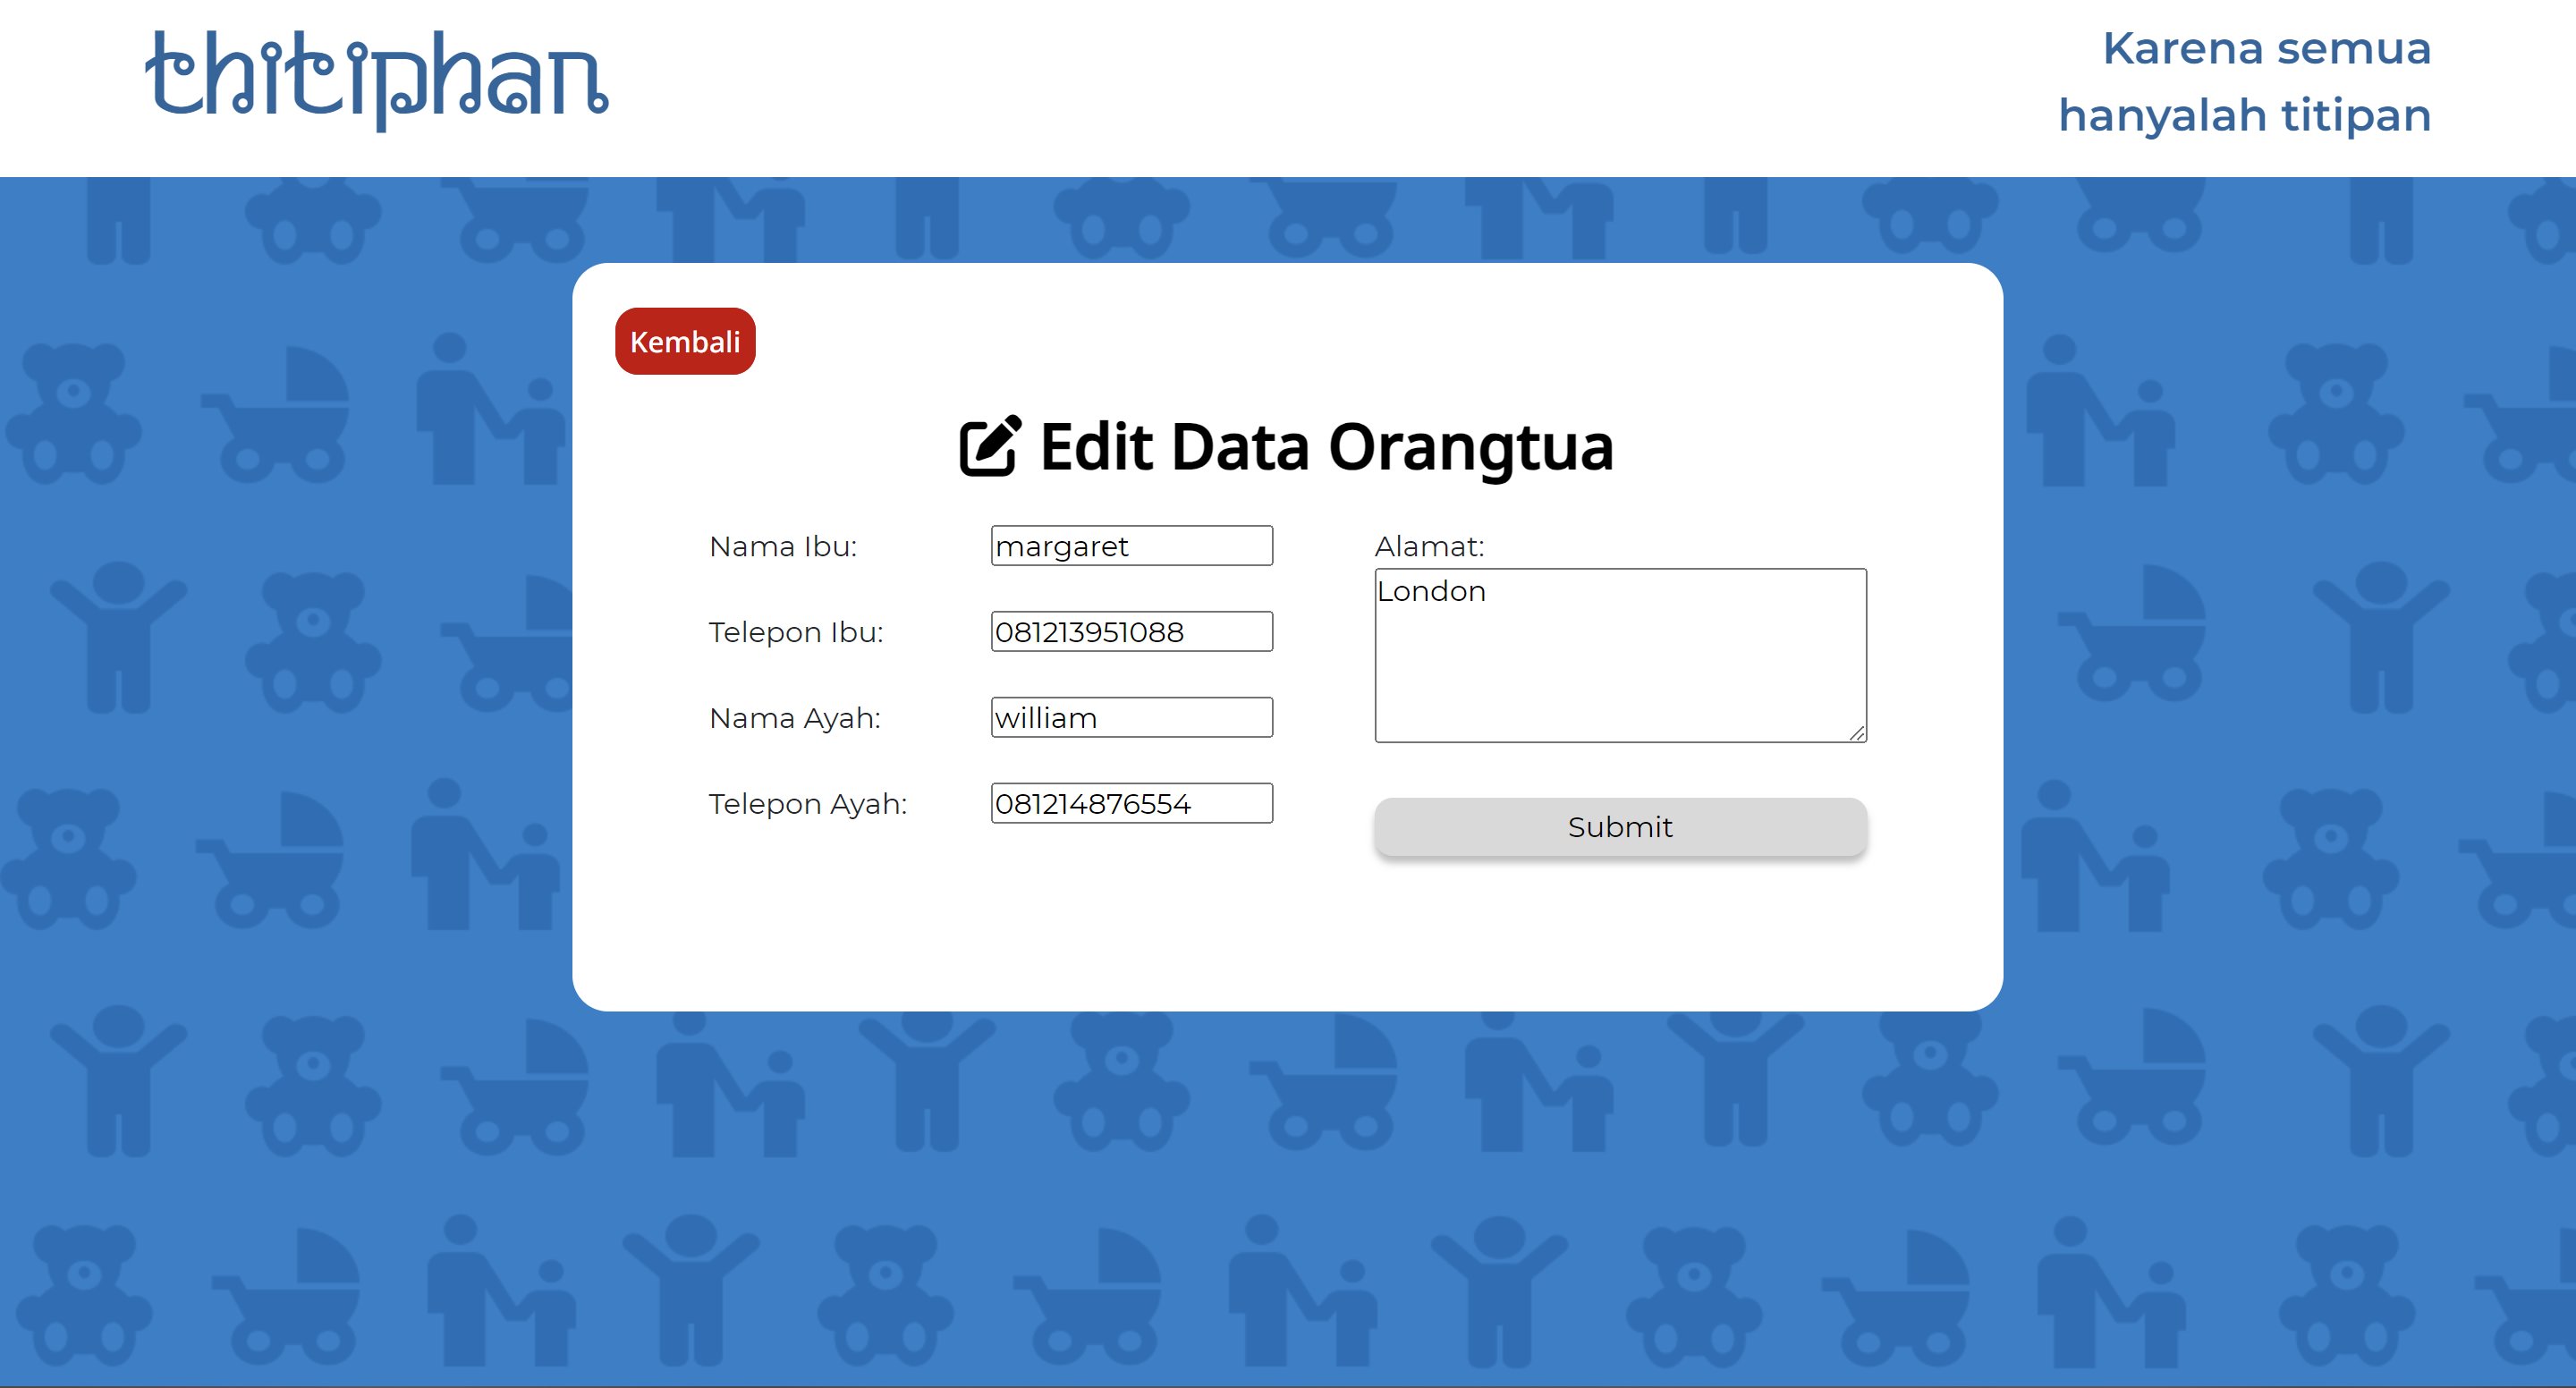 thitiphan
Karena semua
hanyalah titipan
Kembali
Edit Data Orangtua
Nama Ibu:
margaret
Telepon Ibu:
081213951088
Nama Ayah:
william
Telepon Ayah:
081214876554
Alamat:
London
Submit